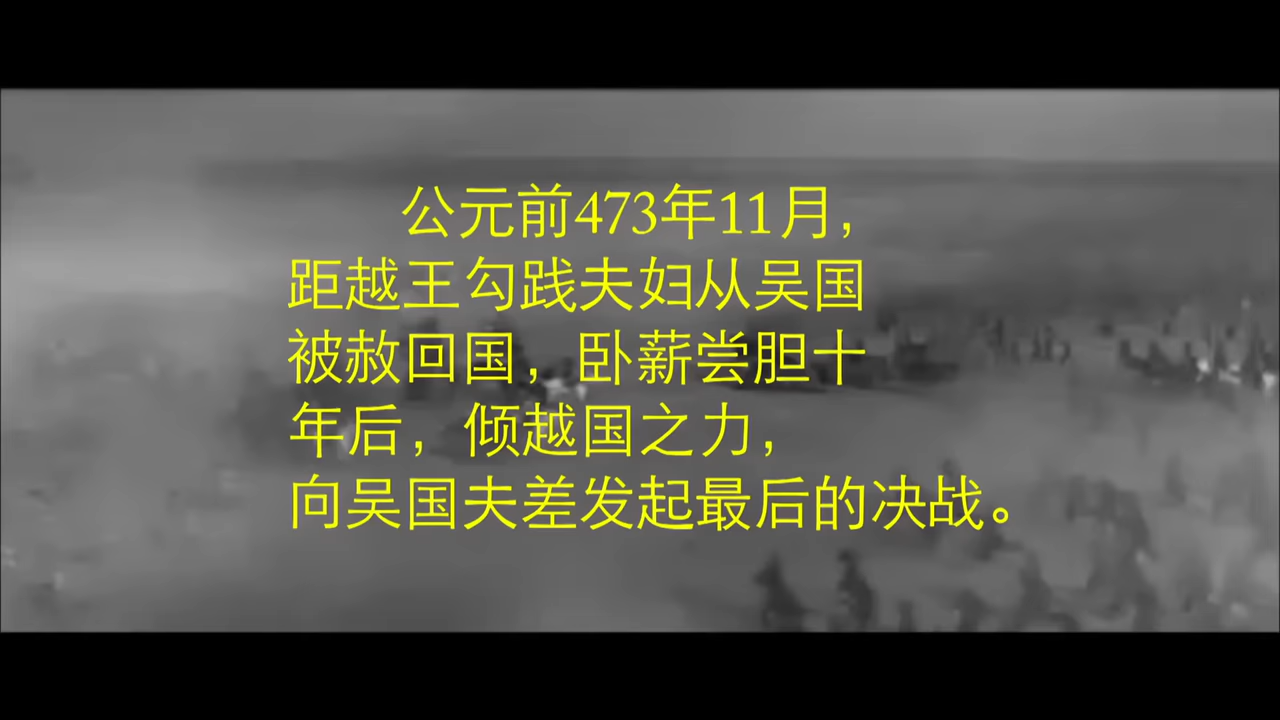 公元前473年11月，
距越王勾践夫妇从吴国
被赦回国，卧薪尝胆十
年后，倾越国之力，
向吴国夫差发起最后的决战。